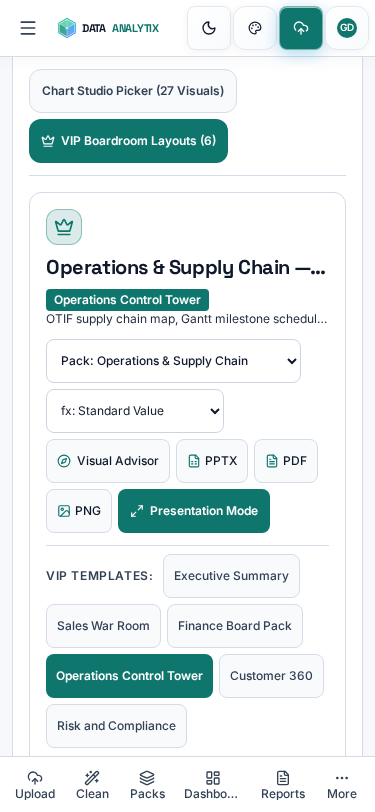 DATA ANALYTIX
GD
Chart Studio Picker (27 Visuals)
VIP Boardroom Layouts (6)
Operations & Supply Chain —...
Operations Control Tower
OTIF supply chain map, Gantt milestone schedul...
Pack: Operations & Supply Chain
fx: Standard Value
Visual Advisor
PPTX
PDF
PNG
Presentation Mode
VIP TEMPLATES:
Executive Summary
Sales War Room
Finance Board Pack
Operations Control Tower
Customer 360
Risk and Compliance
Upload
Clean
Packs
Dashbo...
Reports
More